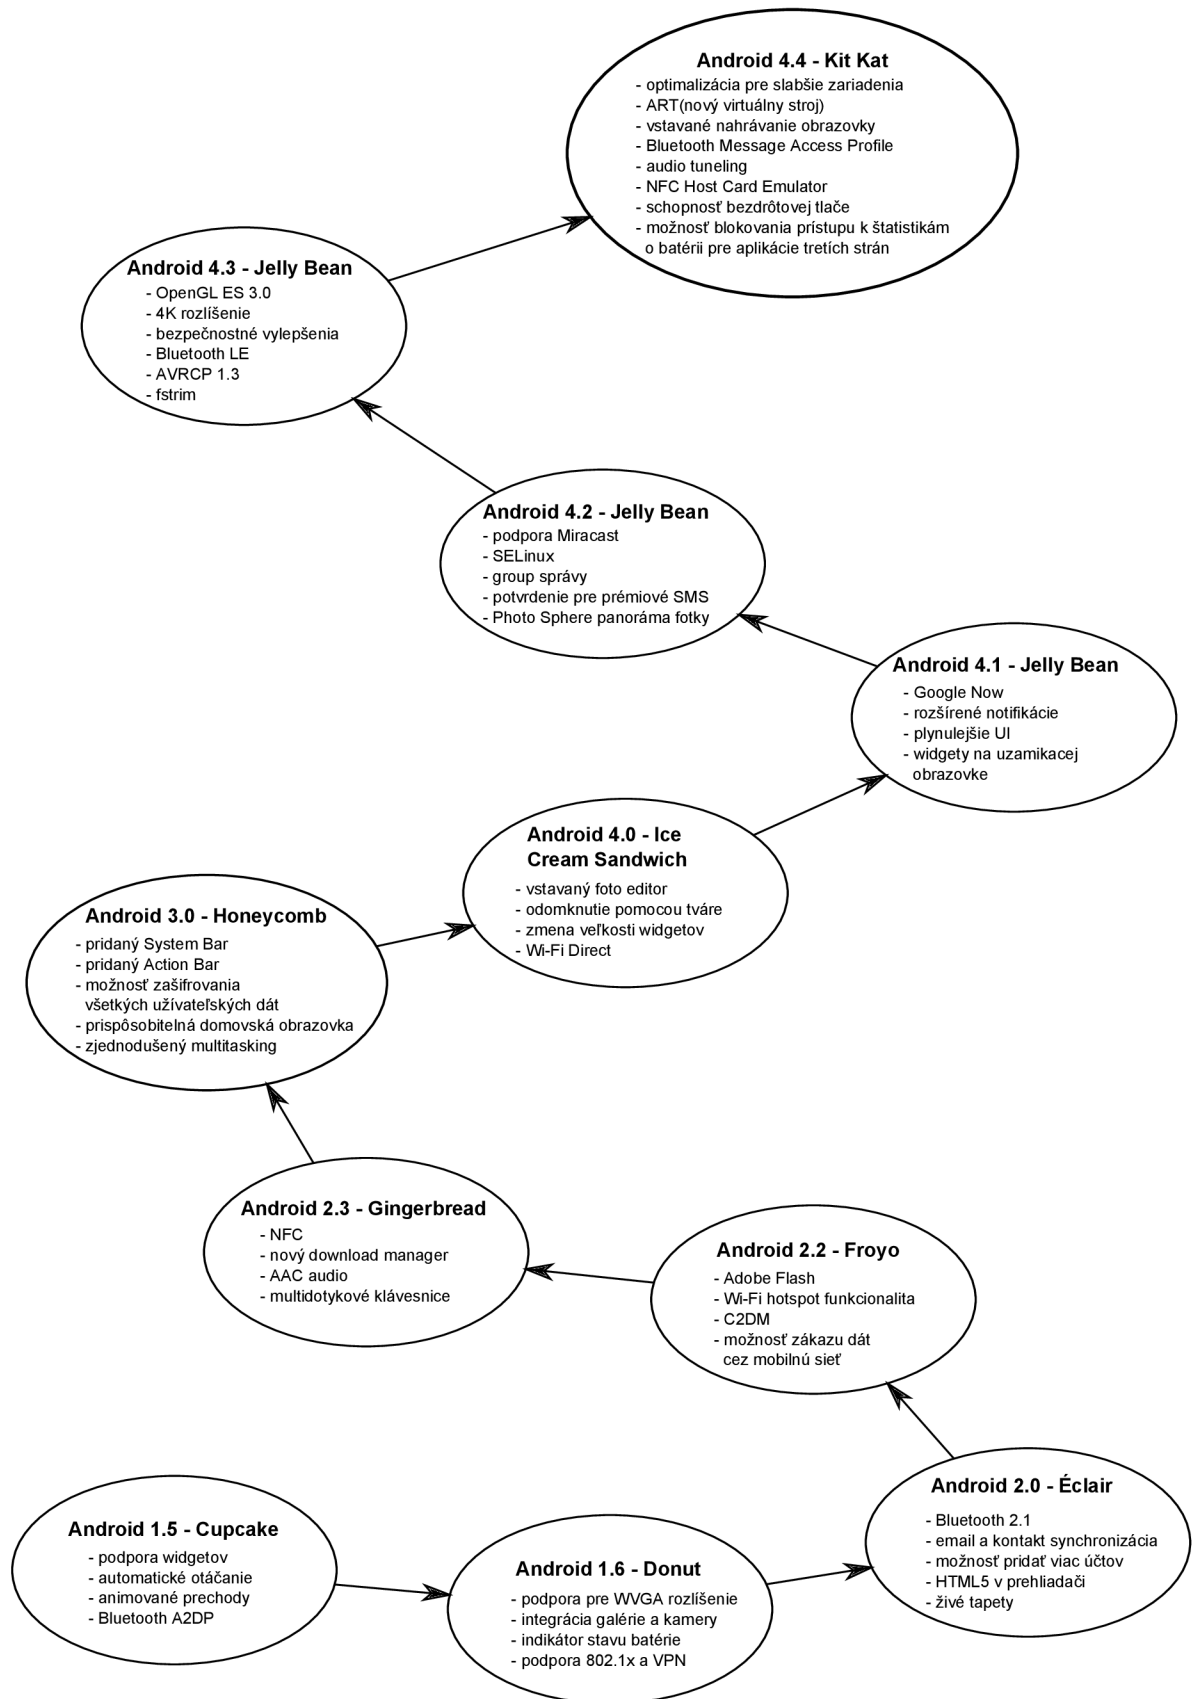 Android 4.4 - Kit Kat
- optimalizácia pre slabšie zariadenia
- ART(nový virtuálny stroj)
- vstavané nahrávanie obrazovky
- Bluetooth Message Access Profile
- audio tuneling
- NFC Host Card Emulator
- schopnosť bezdrôtovej tlače
- možnosť blokovania prístupu k štatistikám
o batérii pre aplikácie tretích strán
Android 4.3 - Jelly Bean
- OpenGL ES 3.0
- 4K rozlíšenie
- bezpečnostné vylepšenia
- Bluetooth LE
- AVRCP 1.3
- fstrim
Android 4.2 - Jelly Bean
- podpora Miracast
- SELinux
- group správy
- potvrdenie pre prémiové SMS
- Photo Sphere panoráma fotky
Android 4.1 - Jelly Bean
- Google Now
- rozšírené notifikácie
- plynulejšie UI
- widgety na uzamikacej
obrazovke
Android 4.0 - Ice
Cream Sandwich
- vstavaný foto editor
- odomknutie pomocou tváre
- zmena veľkosti widgetov
- Wi-Fi Direct
Android 3.0 - Honeycomb
- pridaný System Bar
- pridaný Action Bar
- možnosť zašifrovania
všetkých užívateľských dát
- prispôsobitelná domovská obrazovka
- zjednodušený multitasking
Android 2.3 - Gingerbread
- NFC
- nový download manager
- AAC audio
- multidotykové klávesnice
Android 2.2 - Froyo
- Adobe Flash
- Wi-Fi hotspot funkcionalita
- C2DM
- možnosť zákazu dát
cez mobilnú sieť
Android 2.0 - Éclair
- Bluetooth 2.1
- email a kontakt synchronizácia
- možnosť pridať viac účtov
- HTML5 v prehliadači
- živé tapety
Android 1.5 - Cupcake
- podpora widgetov
- automatické otáčanie
- animované prechody
- Bluetooth A2DP
Android 1.6 - Donut
- podpora pre WVGA rozlíšenie
- integrácia galérie a kamery
- indikátor stavu batérie
- podpora 802.1x a VPN